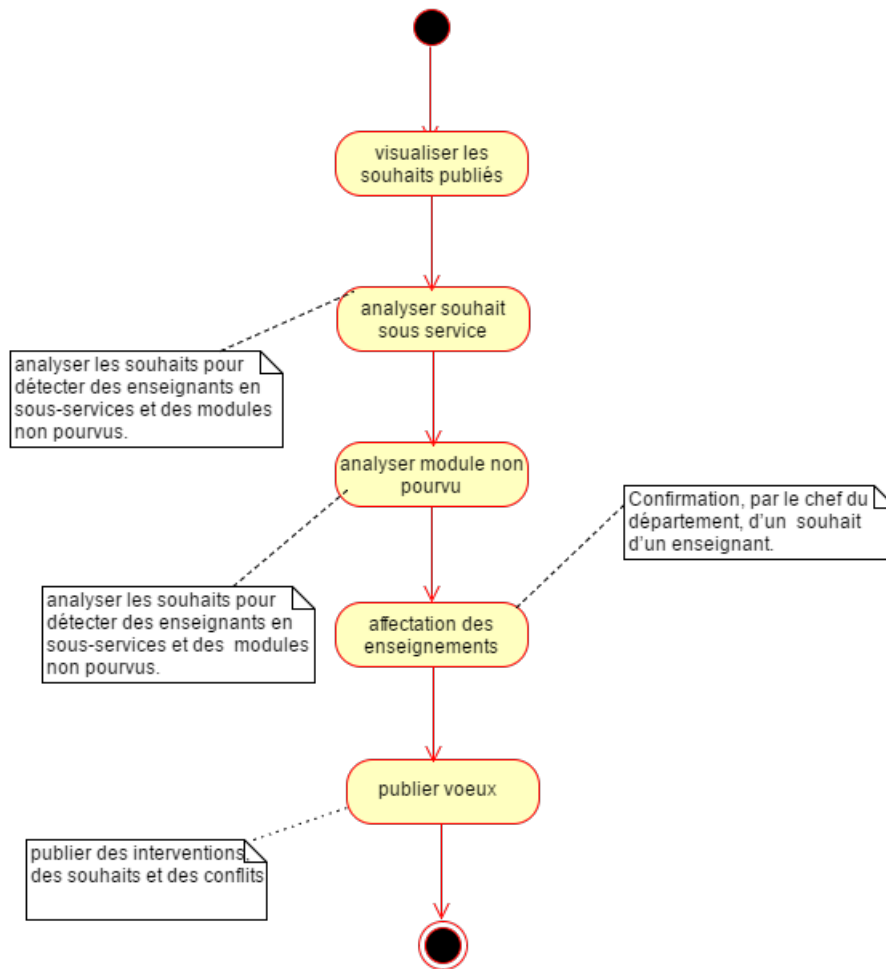 visualiser les
souhaits publiés
analyser souhait
sous service
analyser les souhaits pour
détecter des enseignants en
sous-services et des modules
non pourvus.
analyser module non
pourvu
Confirmation, par le chef du
département, d'un souhait
d'un enseignant.
analyser les souhaits pour
détecter des enseignants en
sous-services et des modules
non pourvus.
affectation des
enseignements
publier voeux
publier des interventions,
des souhaits et des conflits